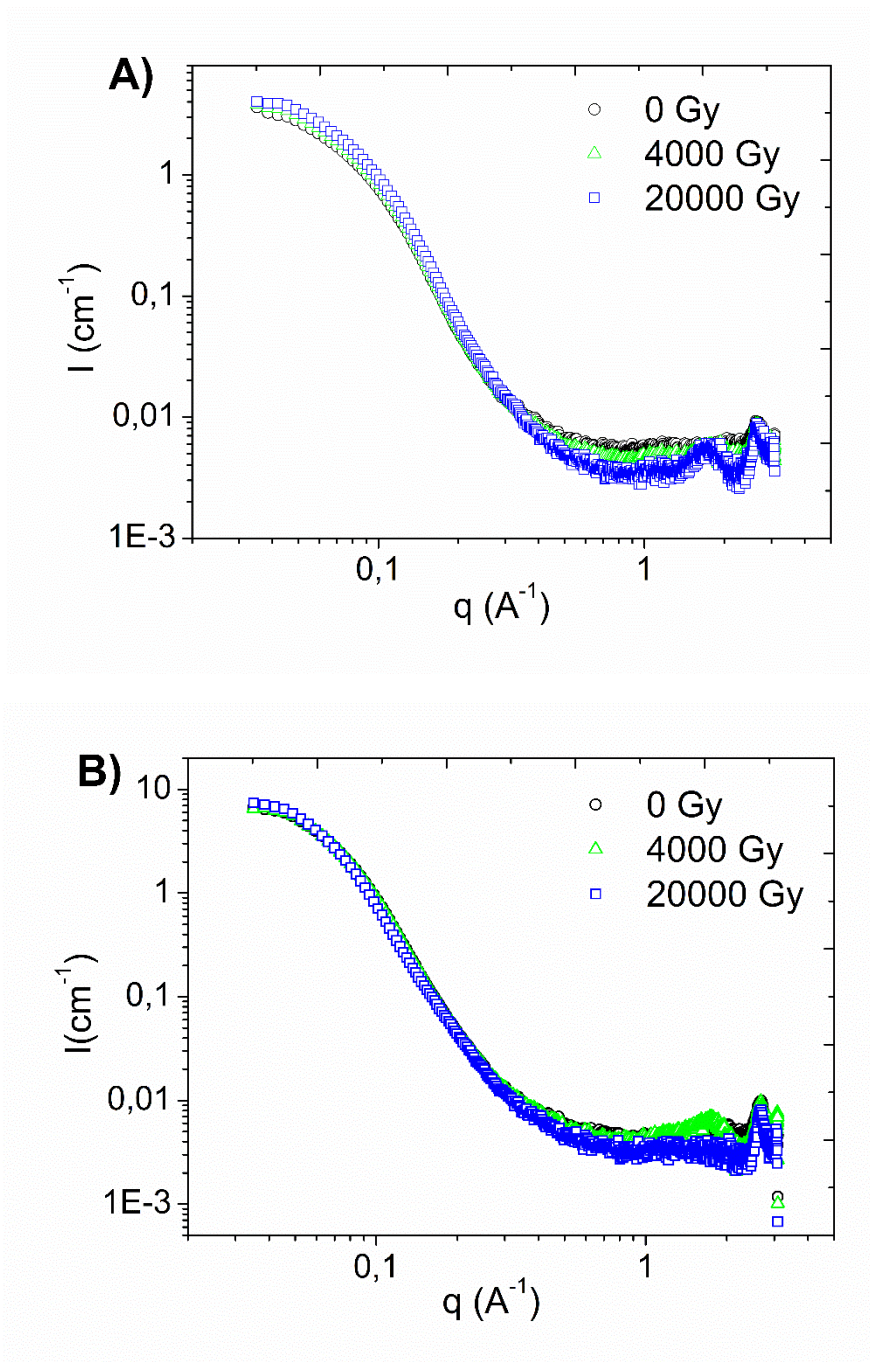 A)
0 Gy
4000 Gy
20000 Gy
1
0,1
0,01
1E-3
I (cm⁻¹)
0,1
1
q (A⁻¹)
B)
0 Gy
4000 Gy
20000 Gy
10
1
0,1
0,01
1E-3
I(cm⁻¹)
0,1
1
q (A⁻¹)